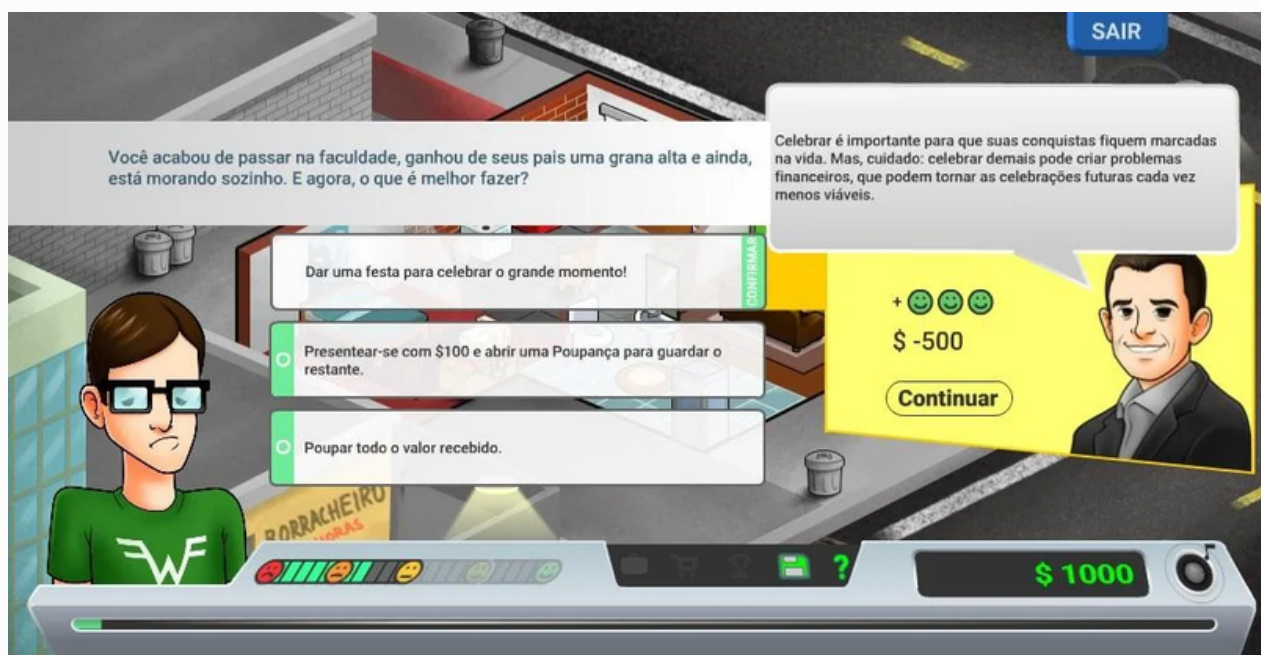 SAIR
Você acabou de passar na faculdade, ganhou de seus pais uma grana alta e ainda,
está morando sozinho. E agora, o que é melhor fazer?
Celebrar é importante para que suas conquistas fiquem marcadas
na vida. Mas, cuidado: celebrar demais pode criar problemas
financeiros, que podem tornar as celebrações futuras cada vez
menos viáveis.
Dar uma festa para celebrar o grande momento!
CONFIRMAR
Presentear-se com $100 e abrir uma Poupança para guardar o
restante.
Poupar todo o valor recebido.
+
$ -500
Continuar
BORRACHEIRO
HORAS
?
$ 1000